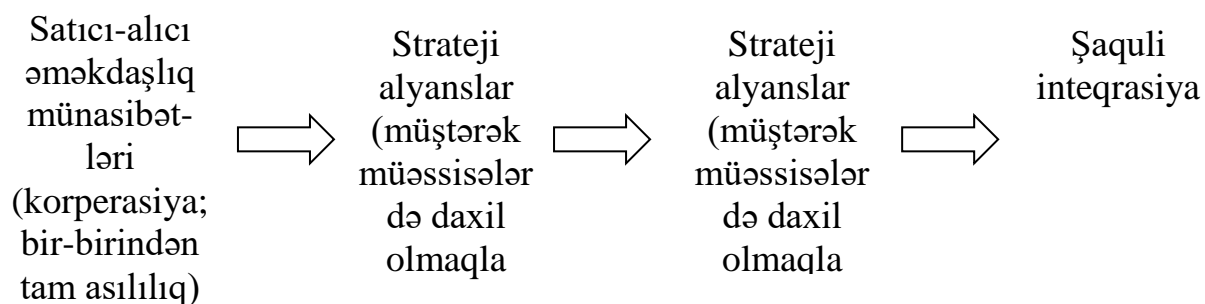 Satıcı-alıcı
əməkdaşlıq
münasibət-
ləri
(korperasiya;
bir-birindən
tam asılılıq)
Strateji
alyanslar
(müştərək
müəssisələr
də daxil
olmaqla
Strateji
alyanslar
(müştərək
müəssisələr
də daxil
olmaqla
Şaquli
inteqrasiya